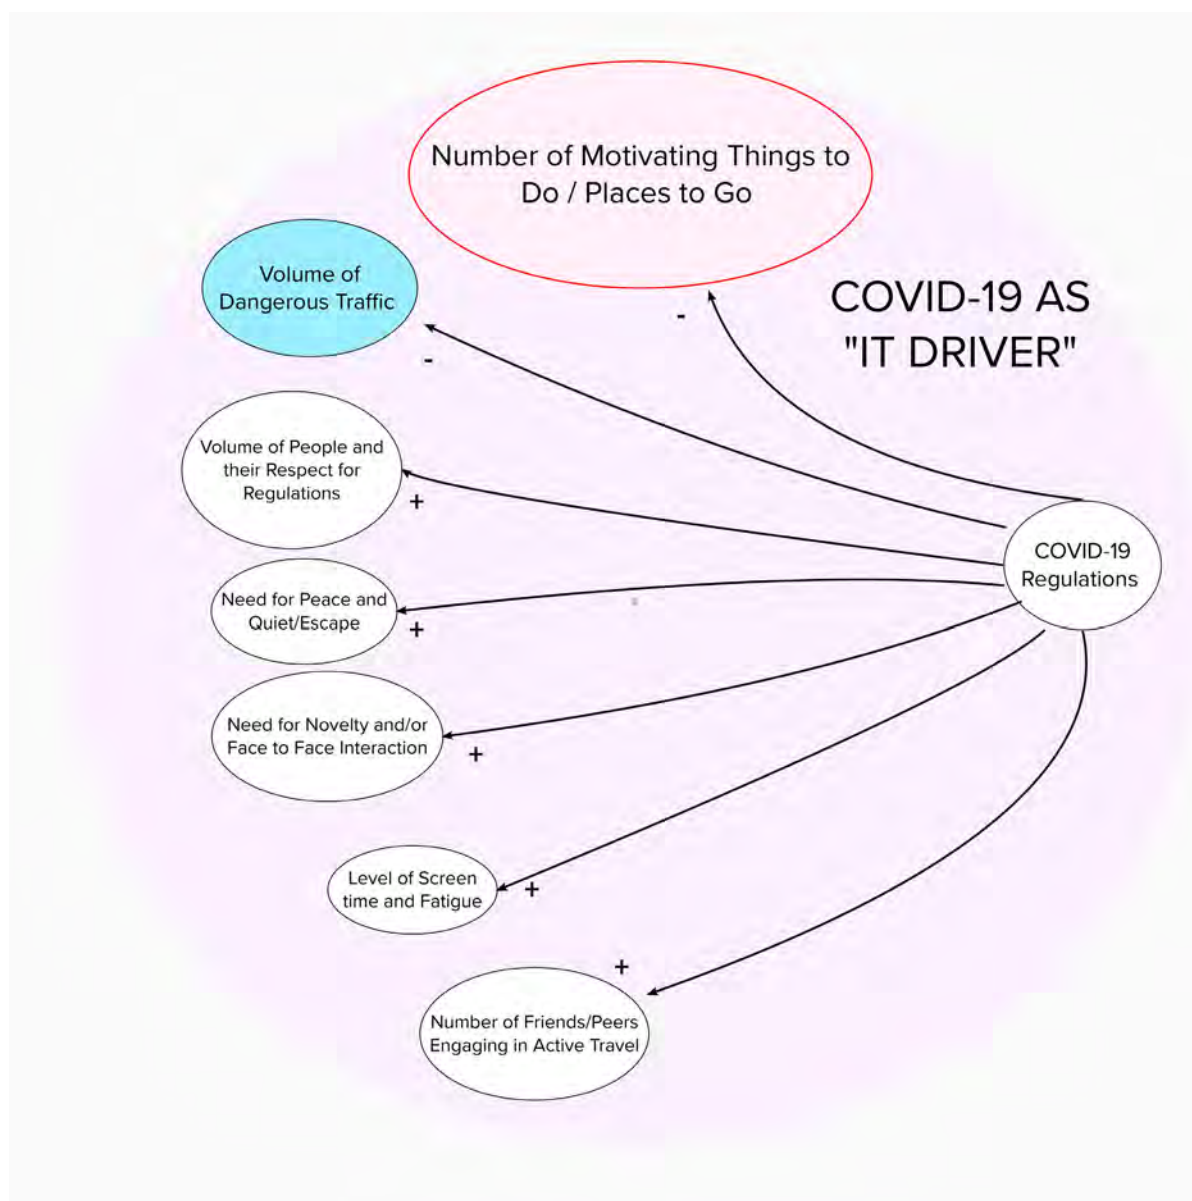 Number of Motivating Things to
Do / Places to Go
Volume of
Dangerous Traffic
COVID-19 AS
"IT DRIVER"
-
-
Volume of People and
their Respect for
Regulations
+
COVID-19
Regulations
Need for Peace and
Quiet/Escape
+
Need for Novelty and/or
Face to Face Interaction
+
Level of Screen
time and Fatigue
+
+
Number of Friends/Peers
Engaging in Active Travel